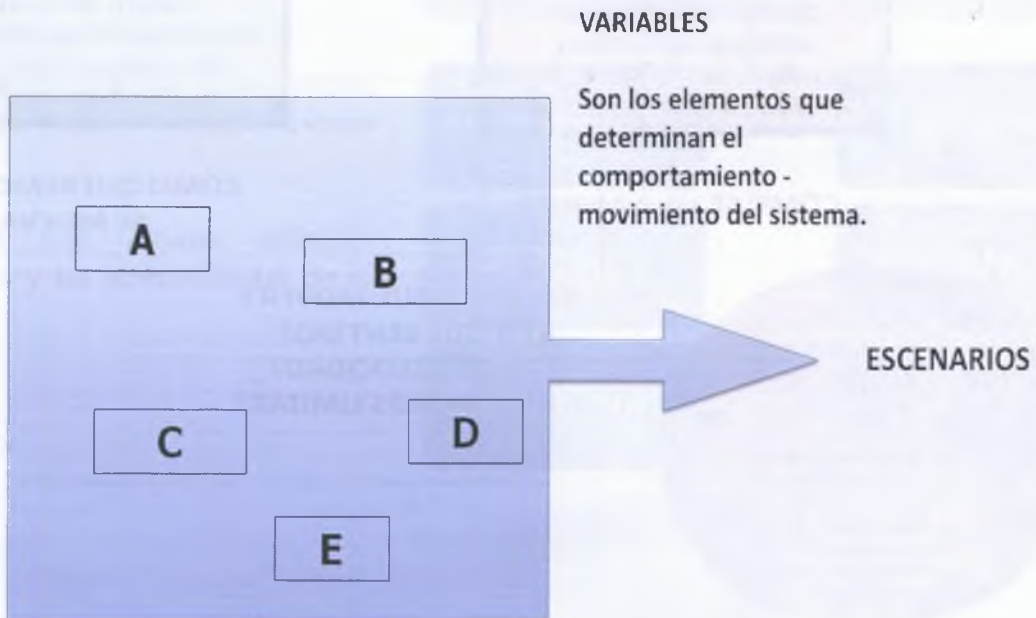 VARIABLES
Son los elementos que
determinan el
comportamiento -
movimiento del sistema.
A
B
C
D
E
ESCENARIOS